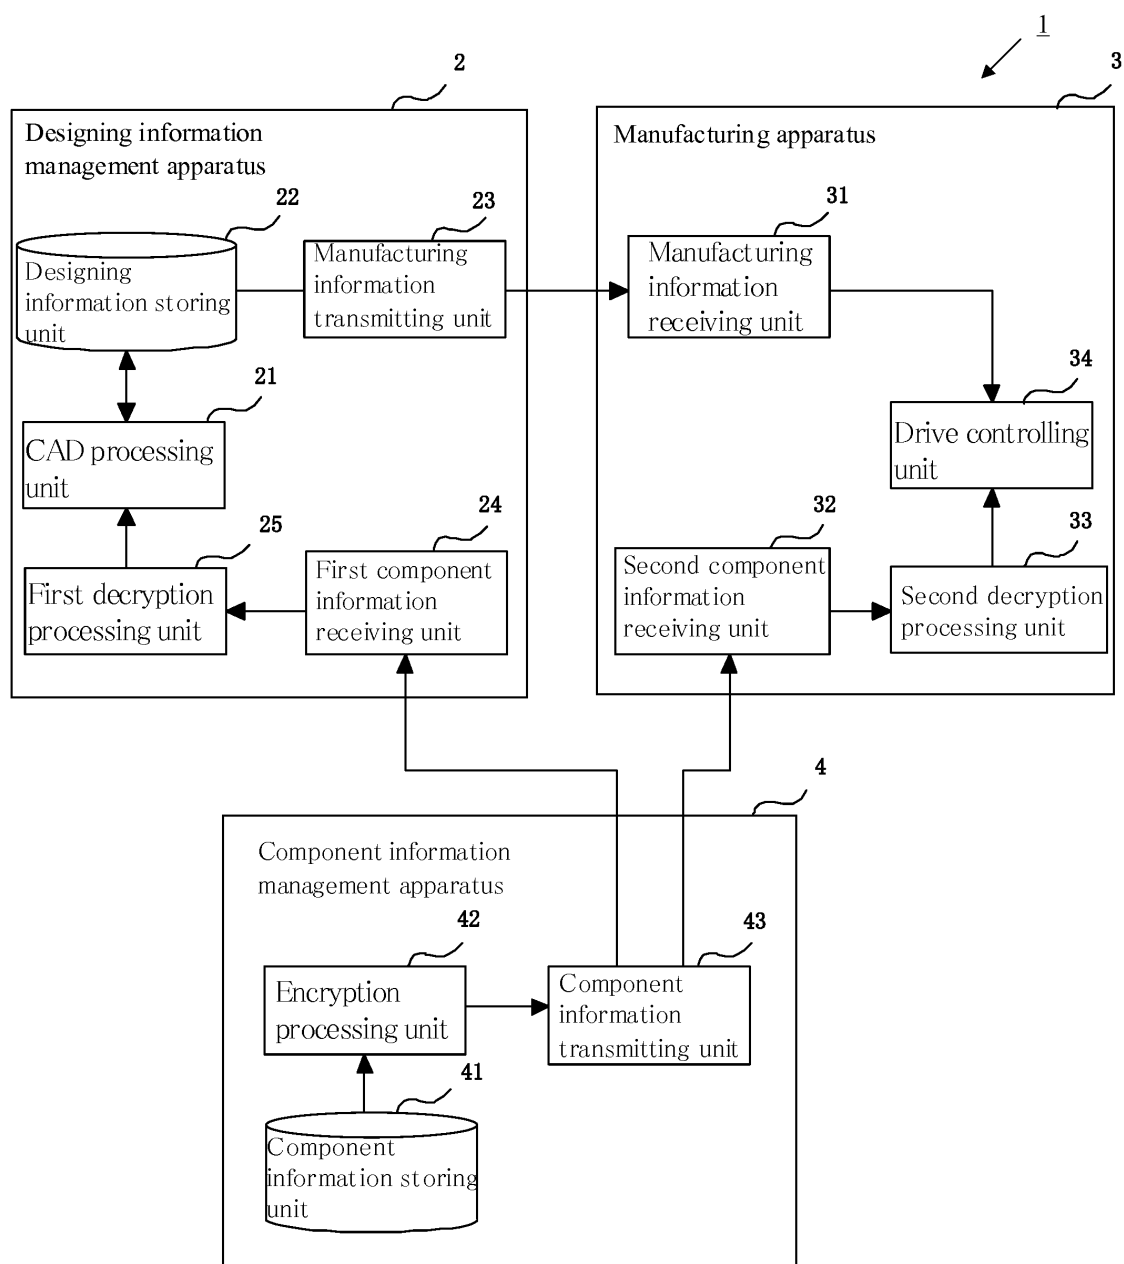 1
2
3
Designing information
management apparatus
22
23
Designing
information storing
unit
Manufacturing
information
transmitting unit
21
CAD processing
unit
25
24
First decryption
processing unit
First component
information
receiving unit
Manufacturing apparatus
31
Manufacturing
information
receiving unit
34
Drive controlling
unit
32
33
Second component
information
receiving unit
Second decryption
processing unit
4
Component information
management apparatus
42
43
Encryption
processing unit
Component
information
transmitting unit
41
Component
information storing
unit